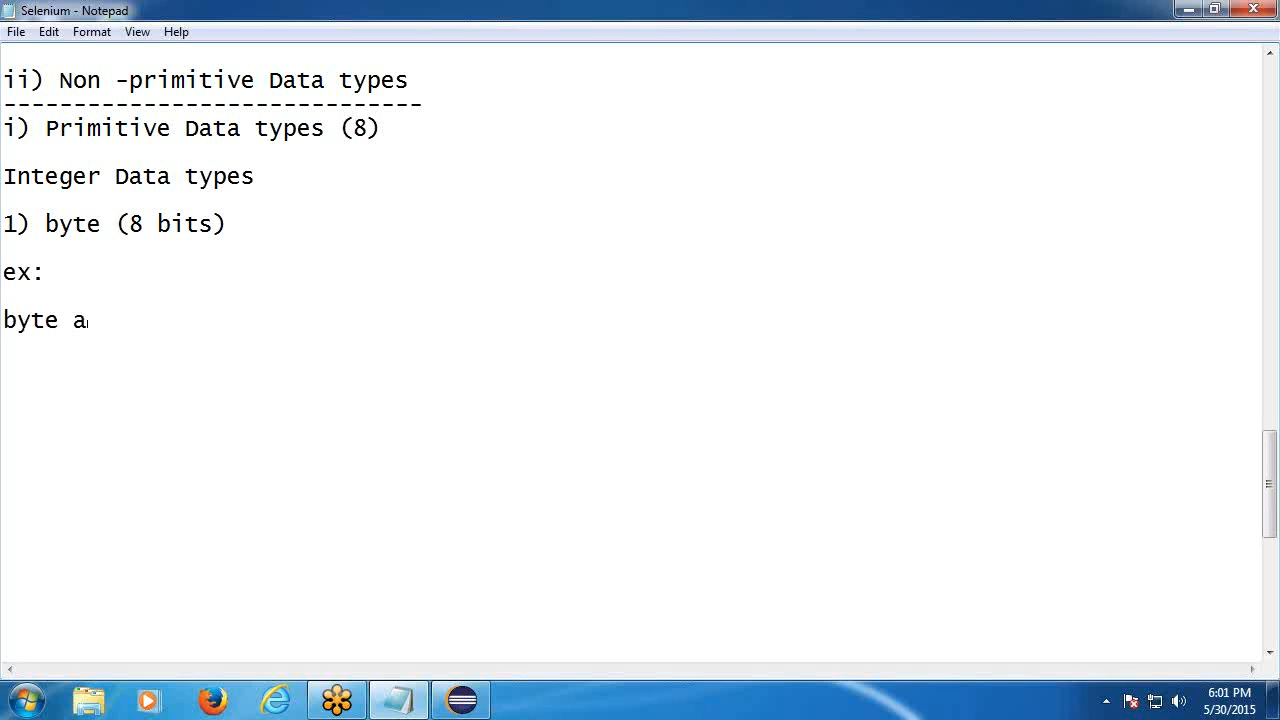 Selenium - Notepad
File Edit Format View Help
ii) Non -primitive Data types
------------------------------
i) Primitive Data types (8)
Integer Data types
1) byte (8 bits)
ex:
byte a
6:01 PM
5/30/2015